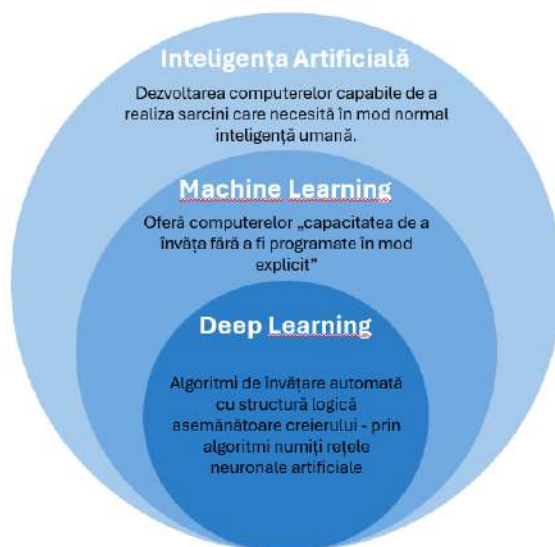 Inteligența Artificială
Dezvoltarea computerelor capabile de a
realiza sarcini care necesită în mod normal
inteligență umană.
Machine Learning
Oferă computerelor „capacitatea de a
învăța fără a fi programate în mod
explicit”
Deep Learning
Algoritmi de învățare automată
cu structură logică
asemănătoare creierului - prin
algoritmi numiți rețele
neuronale artificiale